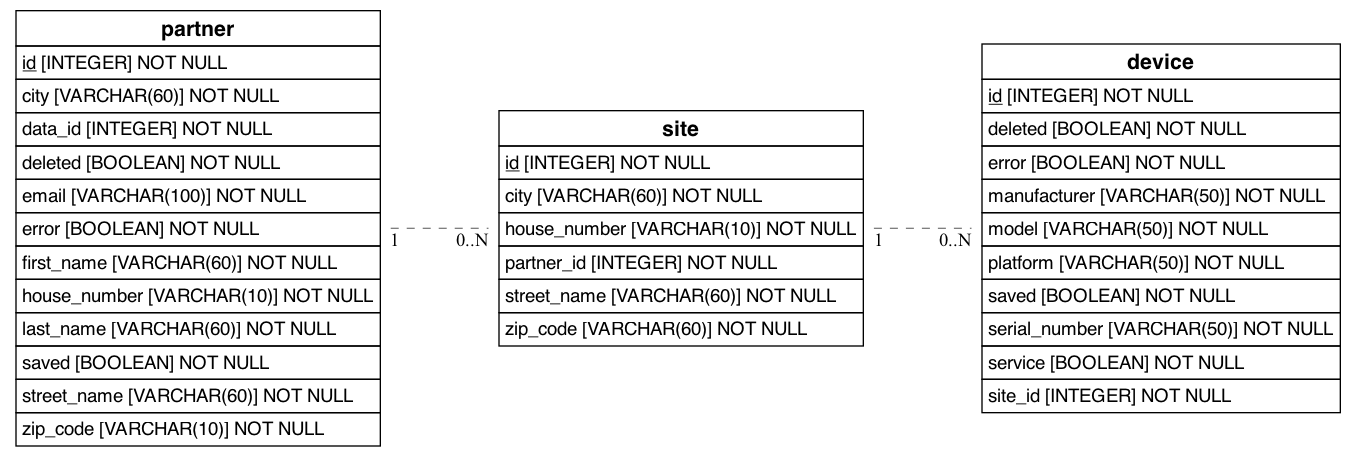 partner
id [INTEGER] NOT NULL
city [VARCHAR(60)] NOT NULL
data_id [INTEGER] NOT NULL
deleted [BOOLEAN] NOT NULL
email [VARCHAR(100)] NOT NULL
error [BOOLEAN] NOT NULL
first_name [VARCHAR(60)] NOT NULL
house_number [VARCHAR(10)] NOT NULL
last_name [VARCHAR(60)] NOT NULL
saved [BOOLEAN] NOT NULL
street_name [VARCHAR(60)] NOT NULL
zip_code [VARCHAR(10)] NOT NULL
1 0..N
site
id [INTEGER] NOT NULL
city [VARCHAR(60)] NOT NULL
house_number [VARCHAR(10)] NOT NULL
partner_id [INTEGER] NOT NULL
street_name [VARCHAR(60)] NOT NULL
zip_code [VARCHAR(60)] NOT NULL
1 0..N
device
id [INTEGER] NOT NULL
deleted [BOOLEAN] NOT NULL
error [BOOLEAN] NOT NULL
manufacturer [VARCHAR(50)] NOT NULL
model [VARCHAR(50)] NOT NULL
platform [VARCHAR(50)] NOT NULL
saved [BOOLEAN] NOT NULL
serial_number [VARCHAR(50)] NOT NULL
service [BOOLEAN] NOT NULL
site_id [INTEGER] NOT NULL